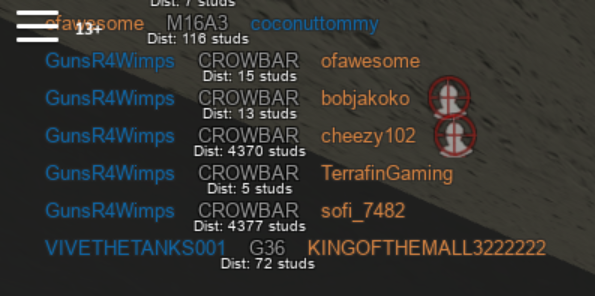 Dist: 7 studs
ofawesome M16A3 coconuttommy
13+
Dist: 116 studs
GunsR4Wimps CROWBAR ofawesome
Dist: 15 studs
GunsR4Wimps CROWBAR bobjakoko
Dist: 13 studs
GunsR4Wimps CROWBAR cheezy102
Dist: 4370 studs
GunsR4Wimps CROWBAR TerrafinGaming
Dist: 5 studs
GunsR4Wimps CROWBAR sofi_7482
Dist: 4377 studs
VIVETHETANKS001 G36 KINGOFTHEMALL3222222
Dist: 72 studs